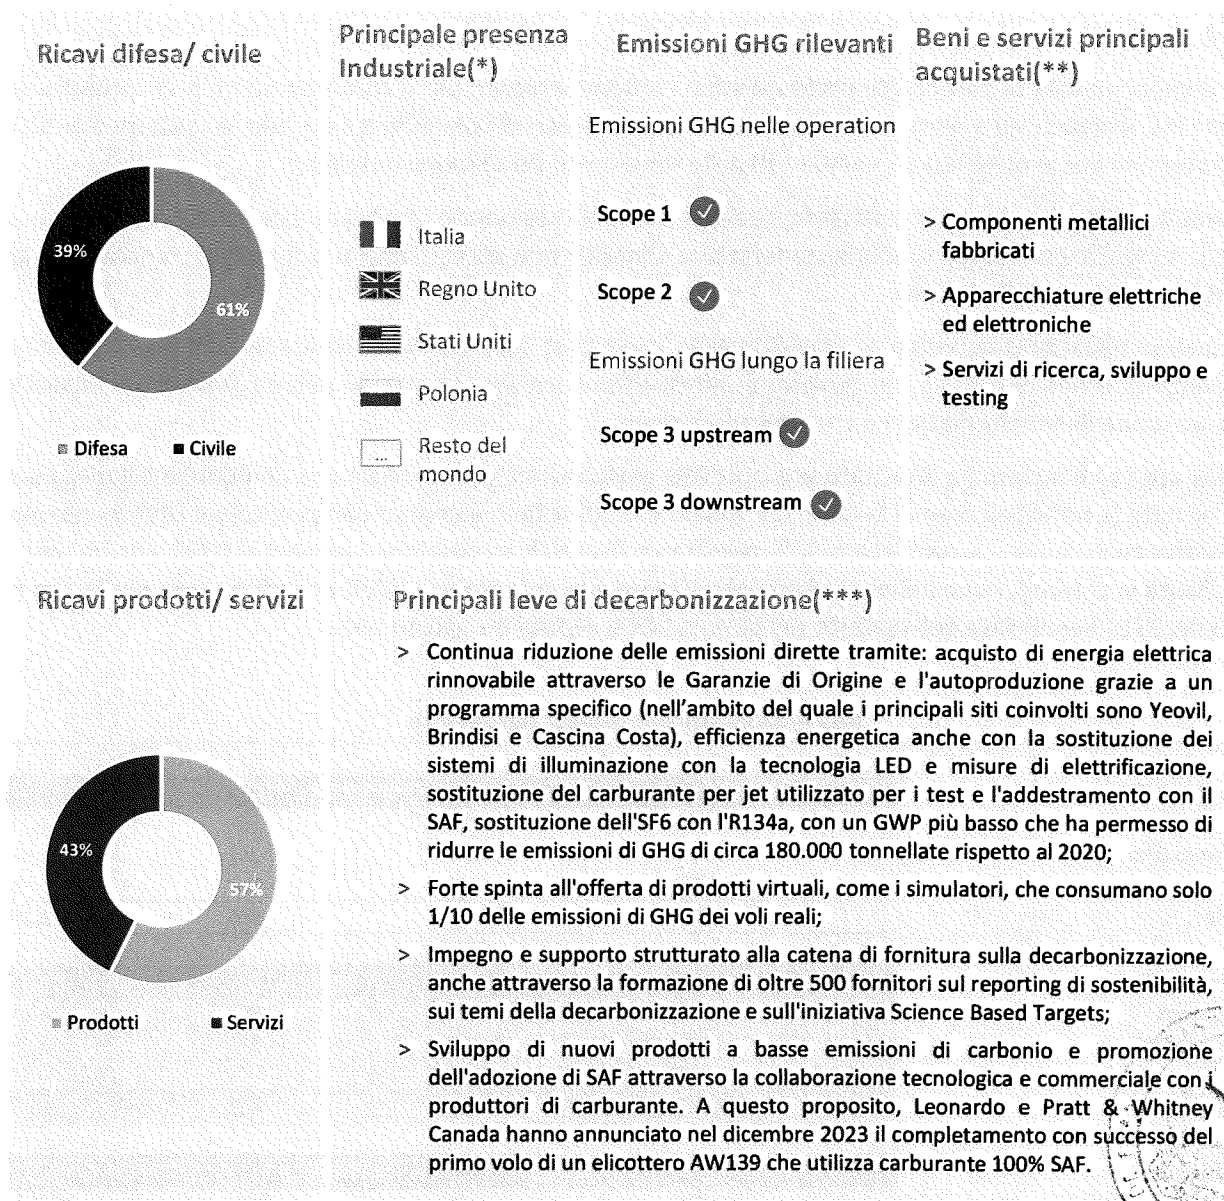 Ricavi difesa/ civile
39%
61%
Difesa
Civile
Principale presenza
Industriale(*)
Italia
Regno Unito
Stati Uniti
Polonia
...
Resto del
mondo
Emissioni GHG rilevanti
Emissioni GHG nelle operation
Scope 1
Scope 2
Emissioni GHG lungo la filiera
Scope 3 upstream
Scope 3 downstream
Beni e servizi principali
acquistati(**)
> Componenti metallici
fabbricati
> Apparecchiature elettriche
ed elettroniche
> Servizi di ricerca, sviluppo e
testing
Ricavi prodotti/ servizi
43%
57%
Prodotti
Servizi
Principali leve di decarbonizzazione(***)
> Continua riduzione delle emissioni dirette tramite: acquisto di energia elettrica
rinnovabile attraverso le Garanzie di Origine e l'autoproduzione grazie a un
programma specifico (nell'ambito del quale i principali siti coinvolti sono Yeovil,
Brindisi e Cascina Costa), efficienza energetica anche con la sostituzione dei
sistemi di illuminazione con la tecnologia LED e misure di elettrificazione,
sostituzione del carburante per jet utilizzato per i test e l'addestramento con il
SAF, sostituzione dell'SF6 con l'R134a, con un GWP più basso che ha permesso di
ridurre le emissioni di GHG di circa 180.000 tonnellate rispetto al 2020;
> Forte spinta all'offerta di prodotti virtuali, come i simulatori, che consumano solo
1/10 delle emissioni di GHG dei voli reali;
> Impegno e supporto strutturato alla catena di fornitura sulla decarbonizzazione,
anche attraverso la formazione di oltre 500 fornitori sul reporting di sostenibilità,
sui temi della decarbonizzazione e sull'iniziativa Science Based Targets;
> Sviluppo di nuovi prodotti a basse emissioni di carbonio e promozione
dell'adozione di SAF attraverso la collaborazione tecnologica e commerciale con i
produttori di carburante. A questo proposito, Leonardo e Pratt & Whitney
Canada hanno annunciato nel dicembre 2023 il completamento con successo del
primo volo di un elicottero AW139 che utilizza carburante 100% SAF.